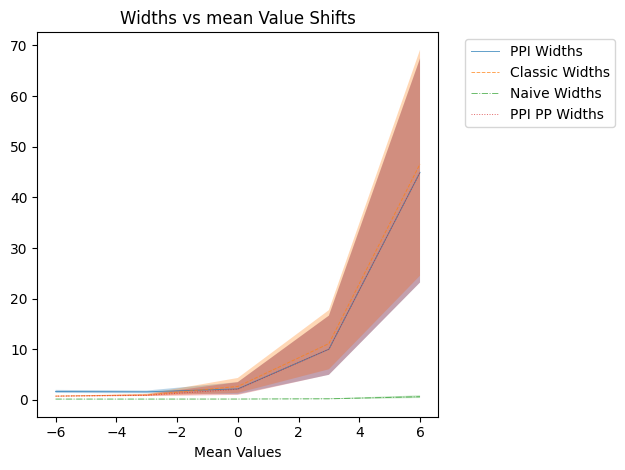 Widths vs mean Value Shifts
PPI Widths
Classic Widths
Naive Widths
PPI PP Widths
70
60
50
40
30
20
10
0
−6 −4 −2 0 2 4 6
Mean Values